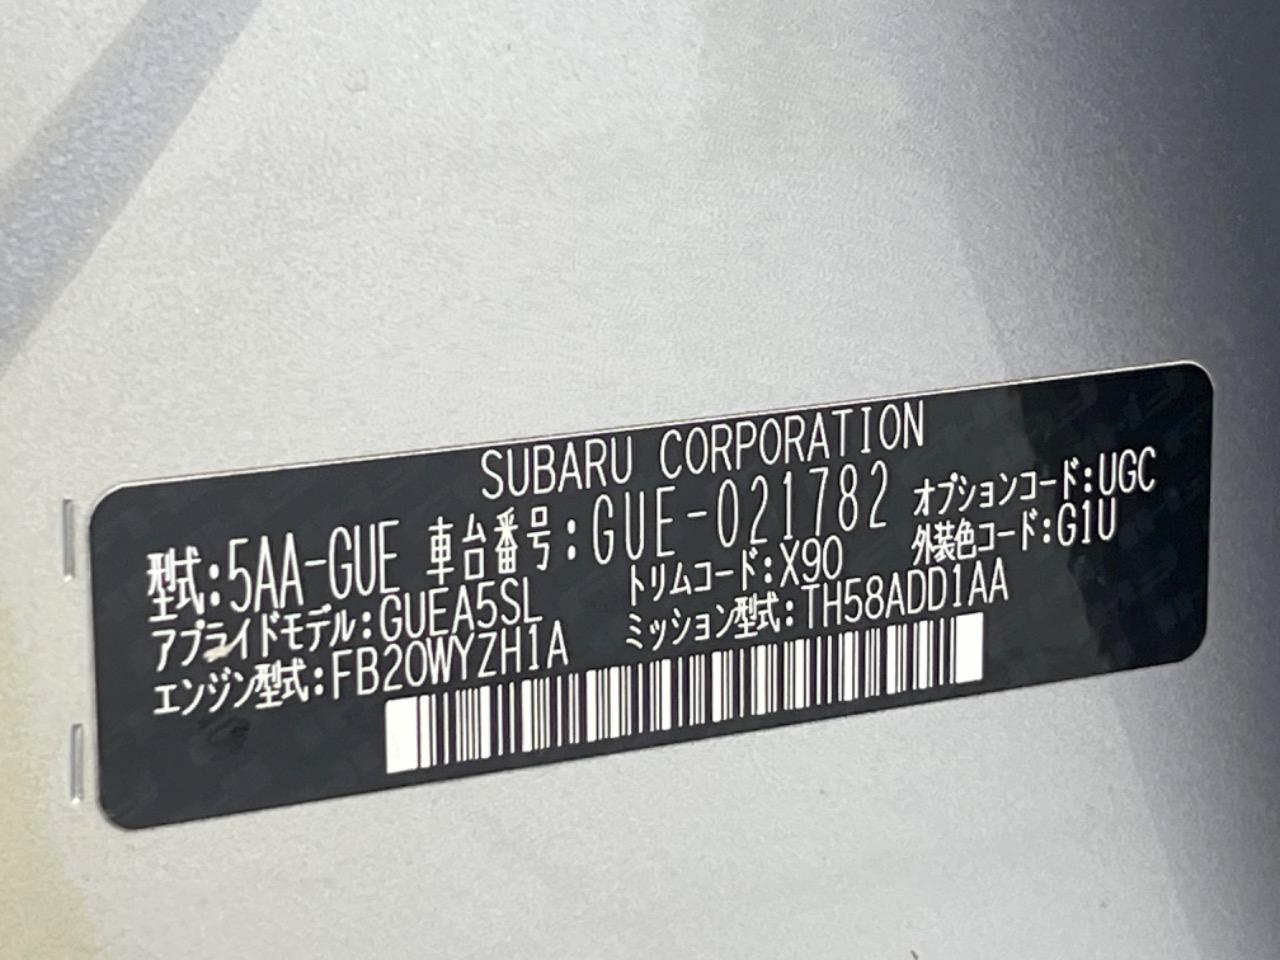 SUBARU CORPORATION
型式:5AA-GUE 車台番号:GUE-021782 オプションコード:UGC
アプライドモデル:GUEA5SL トリムコード:X90 外装色コード:G1U
エンジン型式:FB20WYZH1A ミッション型式:TH58ADD1AA